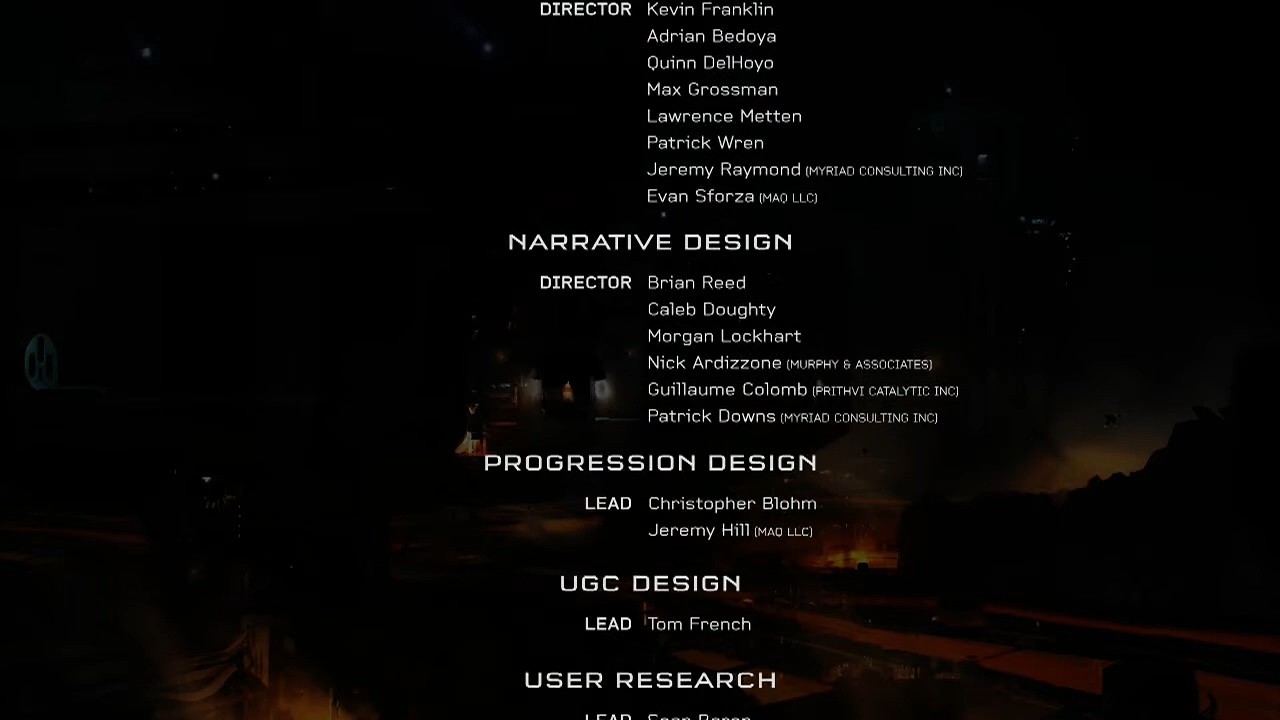 DIRECTOR Kevin Franklin
Adrian Bedoya
Quinn DelHoyo
Max Grossman
Lawrence Metten
Patrick Wren
Jeremy Raymond (MYRIAD CONSULTING INC)
Evan Sforza (MAQ LLC)
NARRATIVE DESIGN
DIRECTOR Brian Reed
Caleb Doughty
Morgan Lockhart
Nick Ardizzone (MURPHY & ASSOCIATES)
Guillaume Colomb (PRITHVI CATALYTIC INC)
Patrick Downs (MYRIAD CONSULTING INC)
PROGRESSION DESIGN
LEAD Christopher Blohm
Jeremy Hill (MAQ LLC)
UGC DESIGN
LEAD Tom French
USER RESEARCH
LEAD